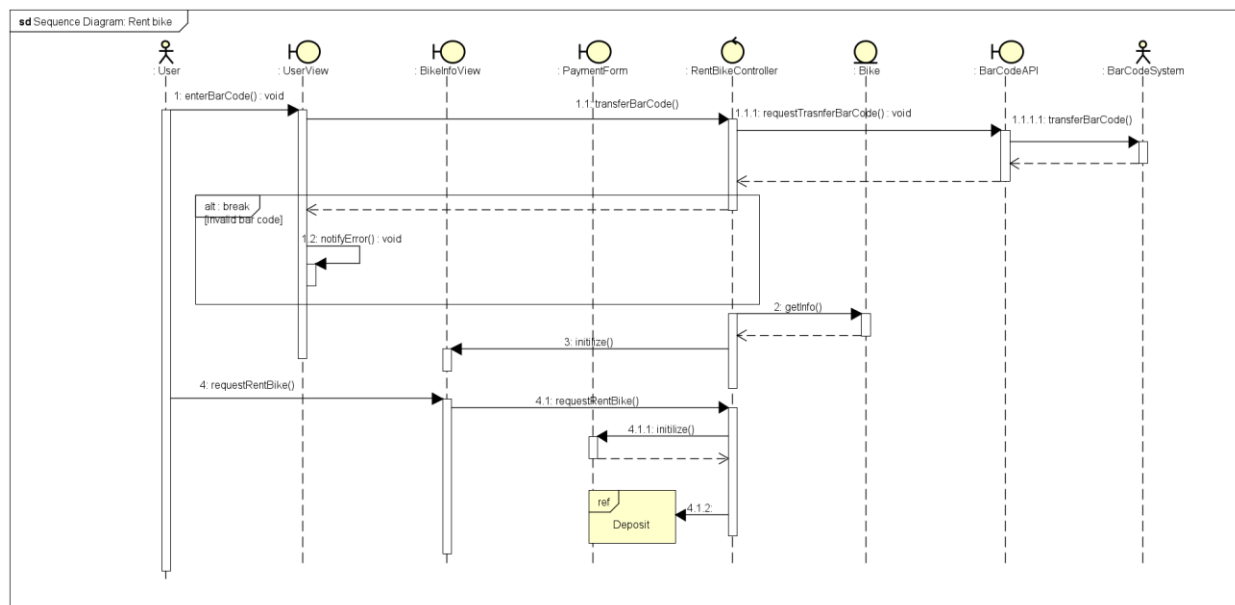 sd Sequence Diagram: Rent bike
: User
: UserView
: BikeInfoView
: PaymentForm
: RentBikeController
: Bike
: BarCodeAPI
: BarCodeSystem
1: enterBarCode() : void
1.1: transferBarCode()
1.1.1: requestTrasnferBarCode() : void
1.1.1.1: transferBarCode()
alt : break
[invalid bar code]
1.2: notifyError() : void
2: getInfo()
3: initilize()
4: requestRentBike()
4.1: requestRentBike()
4.1.1: initilize()
ref
Deposit
4.1.2: